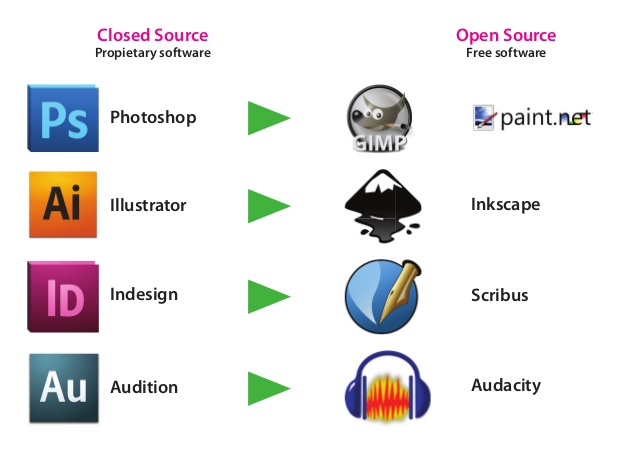 Closed Source
Propietary software
Open Source
Free software
Ps
Photoshop
GIMP
paint.net
Ai
Illustrator
Inkscape
ID
Indesign
Scribus
Au
Audition
Audacity